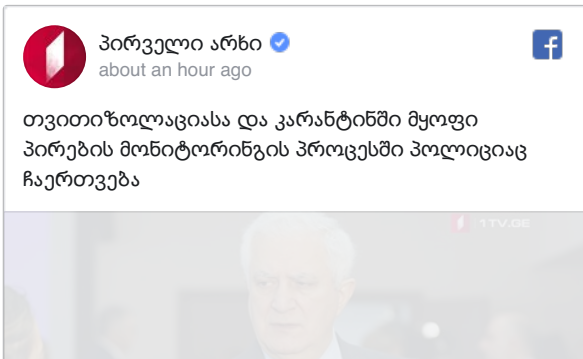 პირველი არხი
about an hour ago
თვითიზოლაციასა და კარანტინში მყოფი
პირების მონიტორინგის პროცესში პოლიციაც
ჩაერთვება
1TV.GE